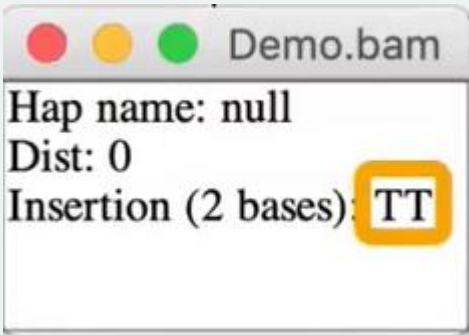 Demo.bam
Hap name: null
Dist: 0
Insertion (2 bases): TT